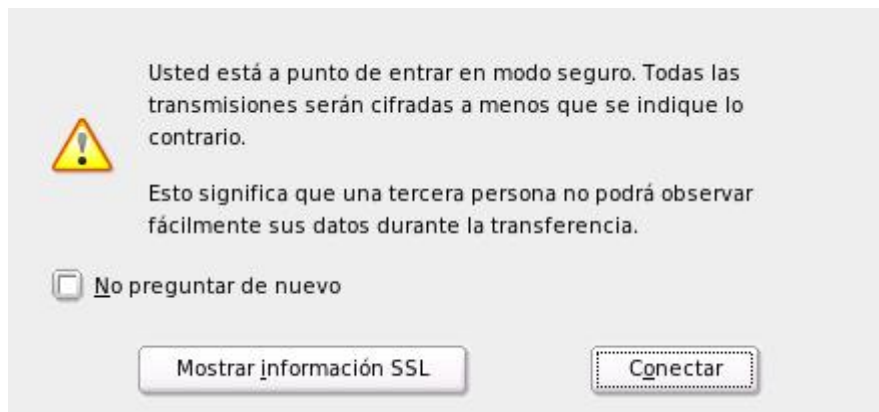 Usted está a punto de entrar en modo seguro. Todas las
transmisiones serán cifradas a menos que se indique lo
contrario.
Esto significa que una tercera persona no podrá observar
fácilmente sus datos durante la transferencia.
No preguntar de nuevo
Mostrar información SSL
Conectar